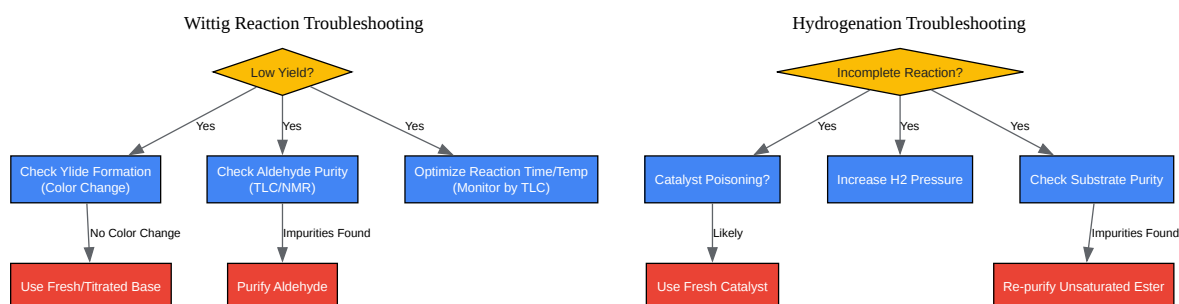 Wittig Reaction Troubleshooting
Low Yield?
Yes
Yes
Yes
Check Ylide Formation
(Color Change)
Check Aldehyde Purity
(TLC/NMR)
Optimize Reaction Time/Temp
(Monitor by TLC)
No Color Change
Impurities Found
Use Fresh/Titrated Base
Purify Aldehyde
Hydrogenation Troubleshooting
Incomplete Reaction?
Yes
Yes
Yes
Catalyst Poisoning?
Increase H2 Pressure
Check Substrate Purity
Likely
Impurities Found
Use Fresh Catalyst
Re-purify Unsaturated Ester